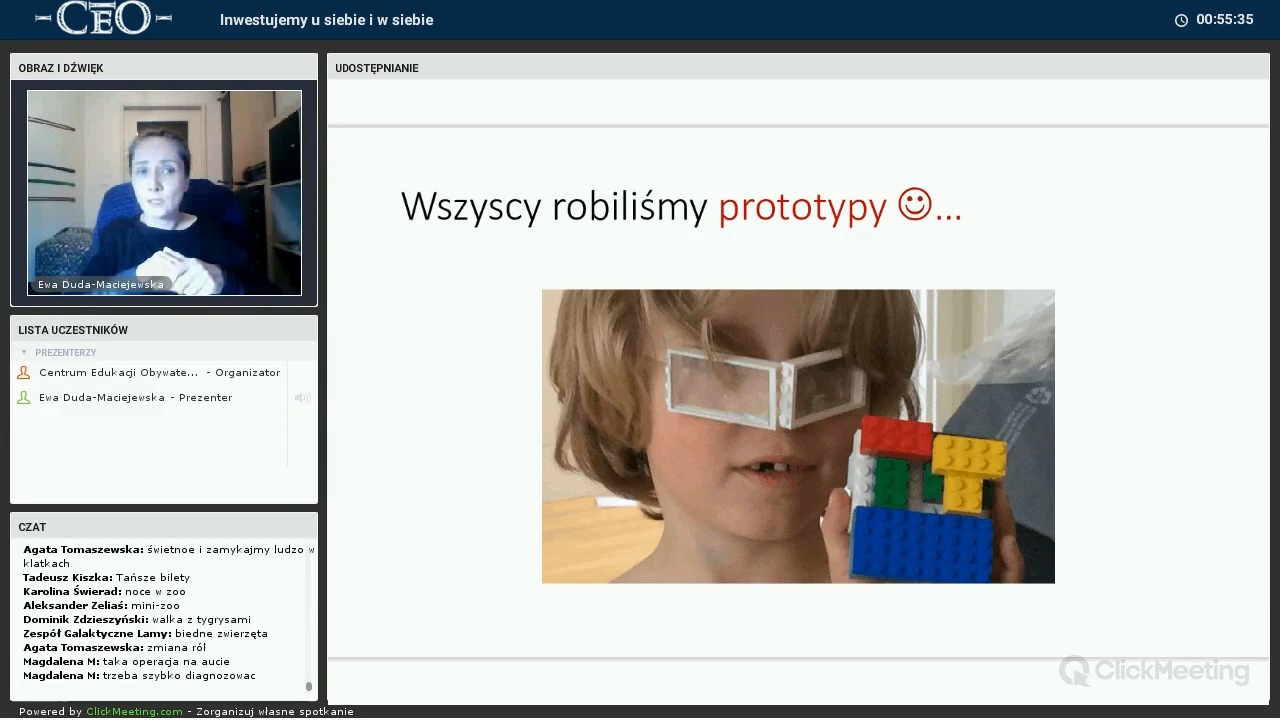 CEO
Inwestujemy u siebie i w siebie
00:55:35
OBRAZ I DŹWIĘK
Ewa Duda-Maciejewska
LISTA UCZESTNIKÓW
PREZENTERZY
Centrum Edukacji Obywate... - Organizator
Ewa Duda-Maciejewska - Prezenter
CZAT
Agata Tomaszewska: świetnoe i zamykajmy ludzo w
klatkach
Tadeusz Kiszka: Tańsze bilety
Karolina Świerad: noce w zoo
Aleksander Zeliaś: mini-zoo
Dominik Zdzieszyński: walka z tygrysami
Zespół Galaktyczne Lamy: biedne zwierzęta
Agata Tomaszewska: zmiana ról
Magdalena M: taka operacja na aucie
Magdalena M: trzeba szybko diagnozowac
Powered by ClickMeeting.com - Zorganizuj własne spotkanie
UDOSTĘPNIANIE
Wszyscy robiliśmy prototypy ☺...
ClickMeeting